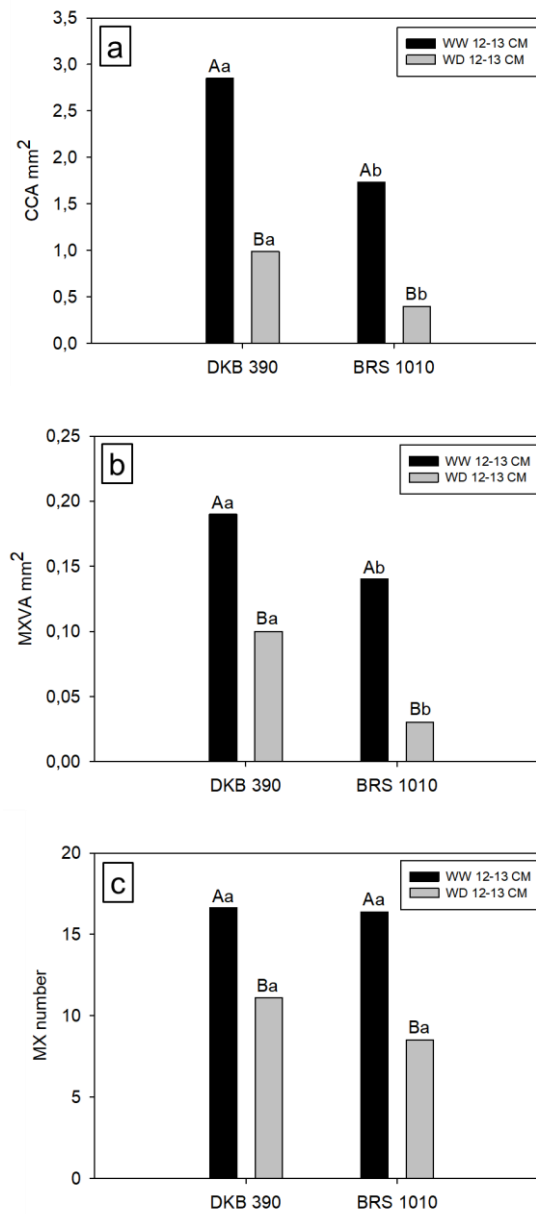 a
WW 12-13 CM
WD 12-13 CM
CCA mm²
3,5
3,0
2,5
2,0
1,5
1,0
0,5
0,0
Aa
Ba
Ab
Bb
DKB 390 BRS 1010
b
WW 12-13 CM
WD 12-13 CM
MXVA mm²
0,25
0,20
0,15
0,10
0,05
0,00
Aa
Ba
Ab
Bb
DKB 390 BRS 1010
c
WW 12-13 CM
WD 12-13 CM
MX number
20
15
10
5
0
Aa
Ba
Aa
Ba
DKB 390 BRS 1010